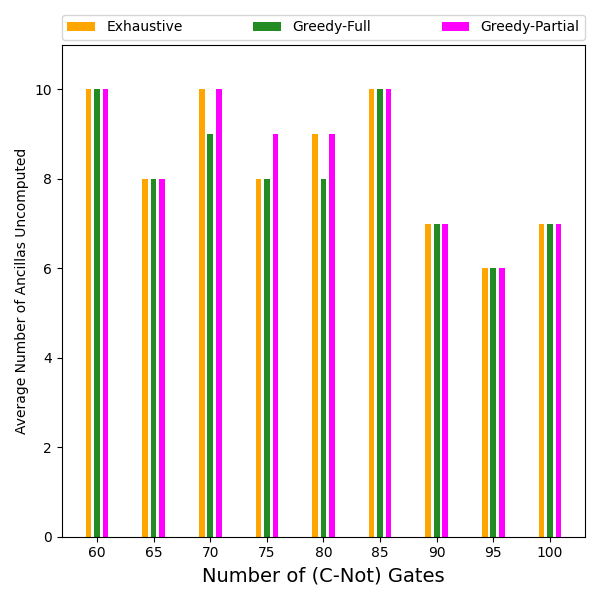 Exhaustive Greedy-Full Greedy-Partial
Average Number of Ancillas Uncomputed
10
8
6
4
2
0
60 65 70 75 80 85 90 95 100
Number of (C-Not) Gates